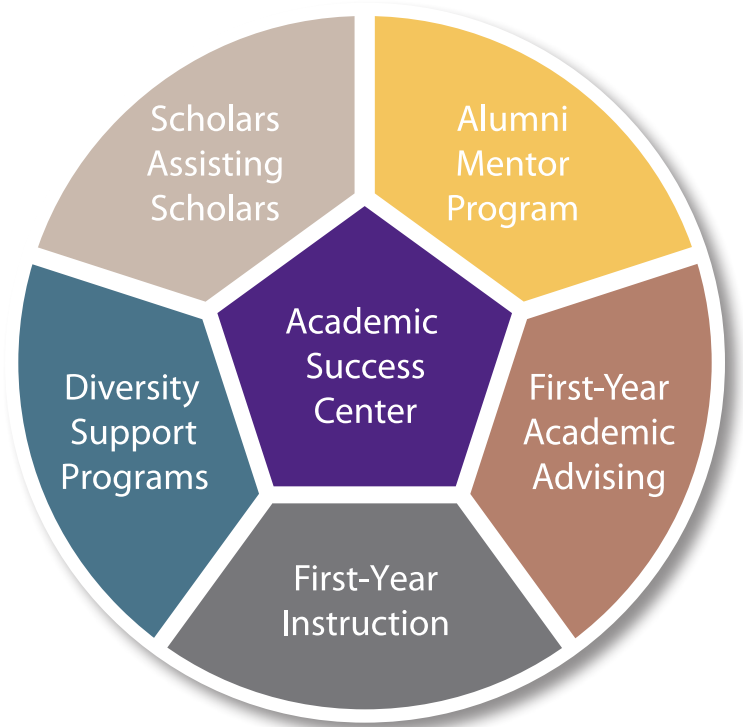 Scholars
Assisting
Scholars
Alumni
Mentor
Program
Academic
Success
Center
Diversity
Support
Programs
First-Year
Academic
Advising
First-Year
Instruction